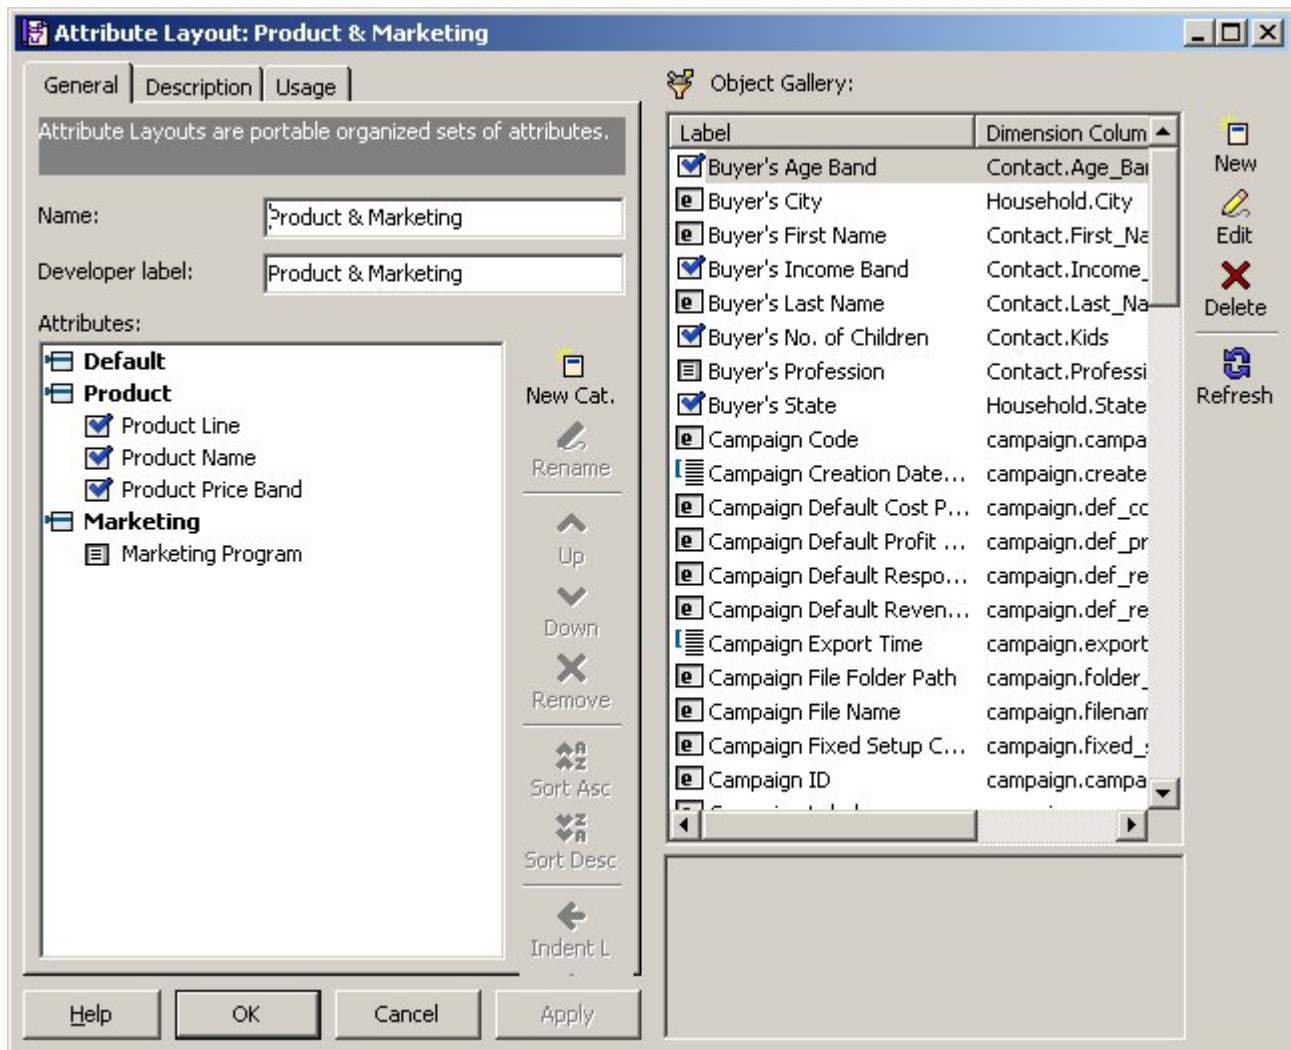 Attribute Layout: Product & Marketing
General Description Usage
Attribute Layouts are portable organized sets of attributes.
Name: Product & Marketing
Developer label: Product & Marketing
Attributes:
Default
Product
Product Line
Product Name
Product Price Band
Marketing
Marketing Program
New Cat.
Rename
Up
Down
Remove
Sort Asc
Sort Desc
Indent L
Help OK Cancel Apply
Object Gallery:
Label Dimension Colum
Buyer's Age Band Contact.Age_Bar
Buyer's City Household.City
Buyer's First Name Contact.First_Na
Buyer's Income Band Contact.Income_
Buyer's Last Name Contact.Last_Na
Buyer's No. of Children Contact.Kids
Buyer's Profession Contact.Professi
Buyer's State Household.State
Campaign Code campaign.campa
Campaign Creation Date... campaign.create
Campaign Default Cost P... campaign.def_cc
Campaign Default Profit ... campaign.def_pr
Campaign Default Respo... campaign.def_re
Campaign Default Reven... campaign.def_re
Campaign Export Time campaign.export
Campaign File Folder Path campaign.folder_
Campaign File Name campaign.filenam
Campaign Fixed Setup C... campaign.fixed_
Campaign ID campaign.campa
New
Edit
Delete
Refresh